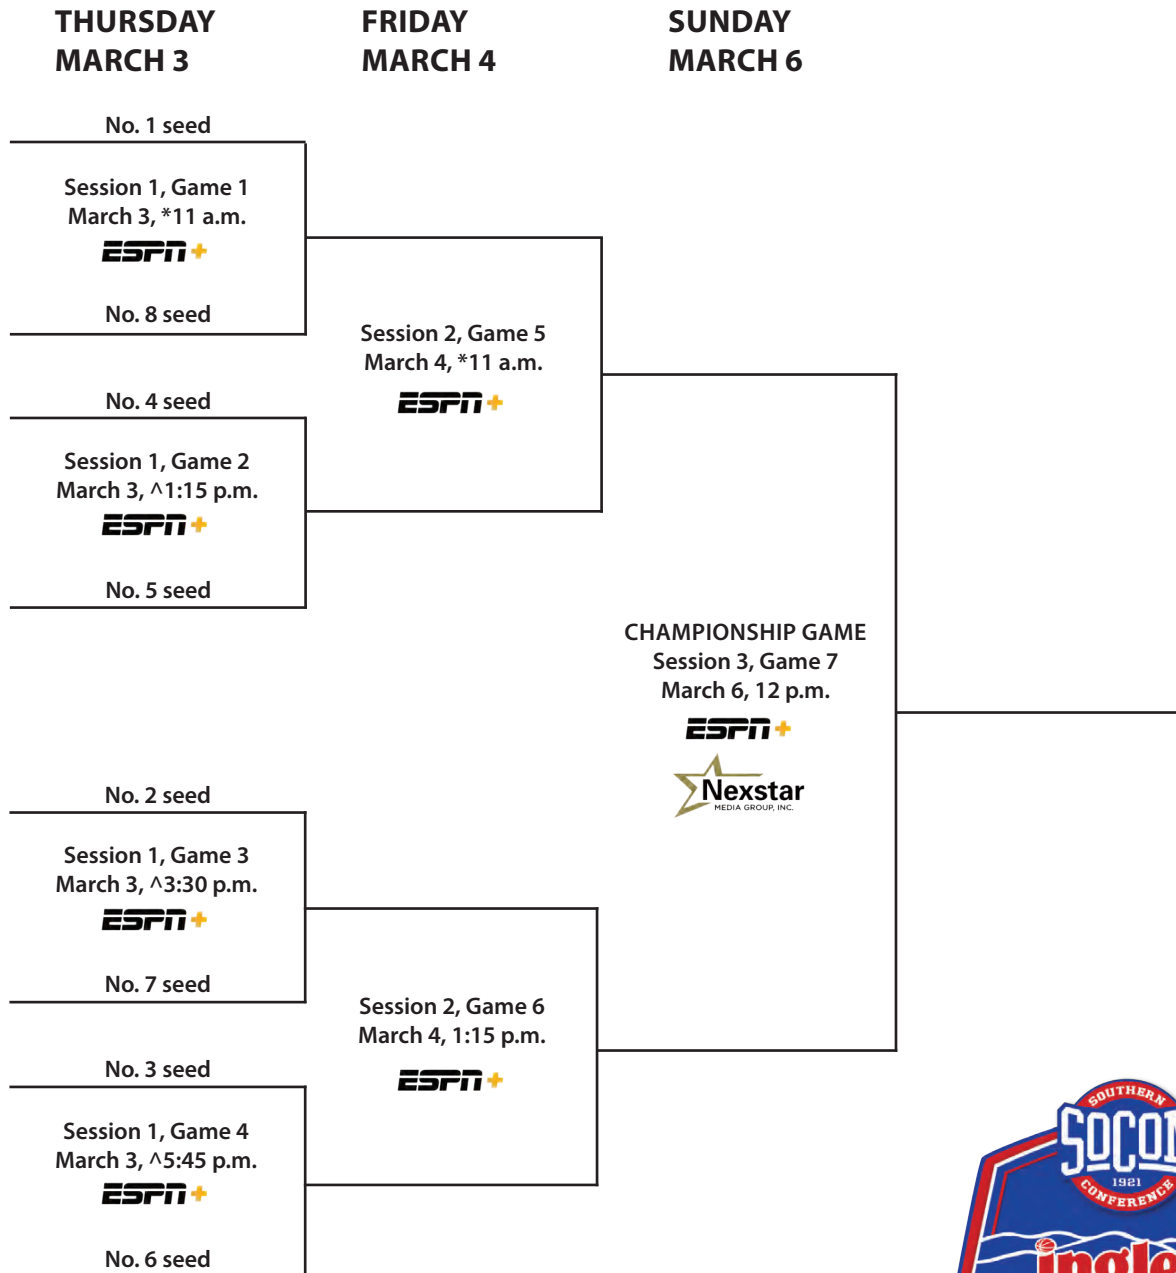 THURSDAY
MARCH 3
FRIDAY
MARCH 4
SUNDAY
MARCH 6
No. 1 seed
Session 1, Game 1
March 3, *11 a.m.
ESPN+
No. 8 seed
Session 2, Game 5
March 4, *11 a.m.
ESPN+
No. 4 seed
Session 1, Game 2
March 3, ^1:15 p.m.
ESPN+
No. 5 seed
CHAMPIONSHIP GAME
Session 3, Game 7
March 6, 12 p.m.
ESPN+
Nexstar
MEDIA GROUP, INC.
No. 2 seed
Session 1, Game 3
March 3, ^3:30 p.m.
ESPN+
No. 7 seed
Session 2, Game 6
March 4, 1:15 p.m.
ESPN+
No. 3 seed
Session 1, Game 4
March 3, ^5:45 p.m.
ESPN+
No. 6 seed
SOUTHERN
SOCON
1921
CONFERENCE
ingle